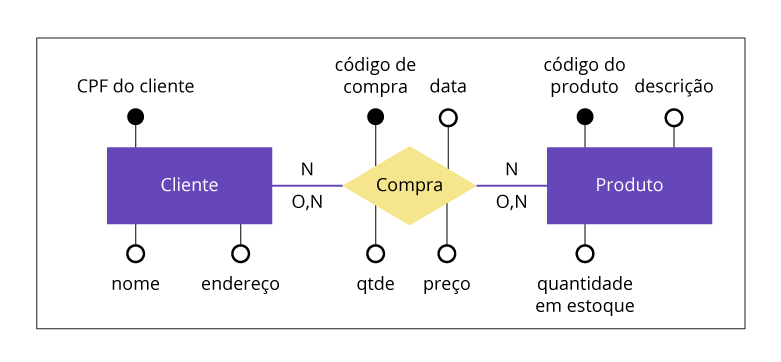 código de
compra
código do
produto
CPF do cliente
data
descrição
Cliente
N
O,N
Compra
N
O,N
Produto
nome
endereço
qtde
preço
quantidade
em estoque